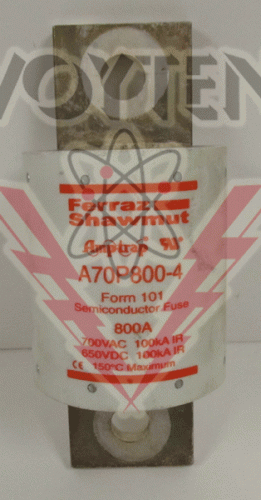 VOYTEN
Ferraz
Shawmut
Amptrap
A70P800-4
Form 101
Semiconductor Fuse
800A
700VAC 100kA IR
650VDC 100kA IR
CE 150°C Maximum